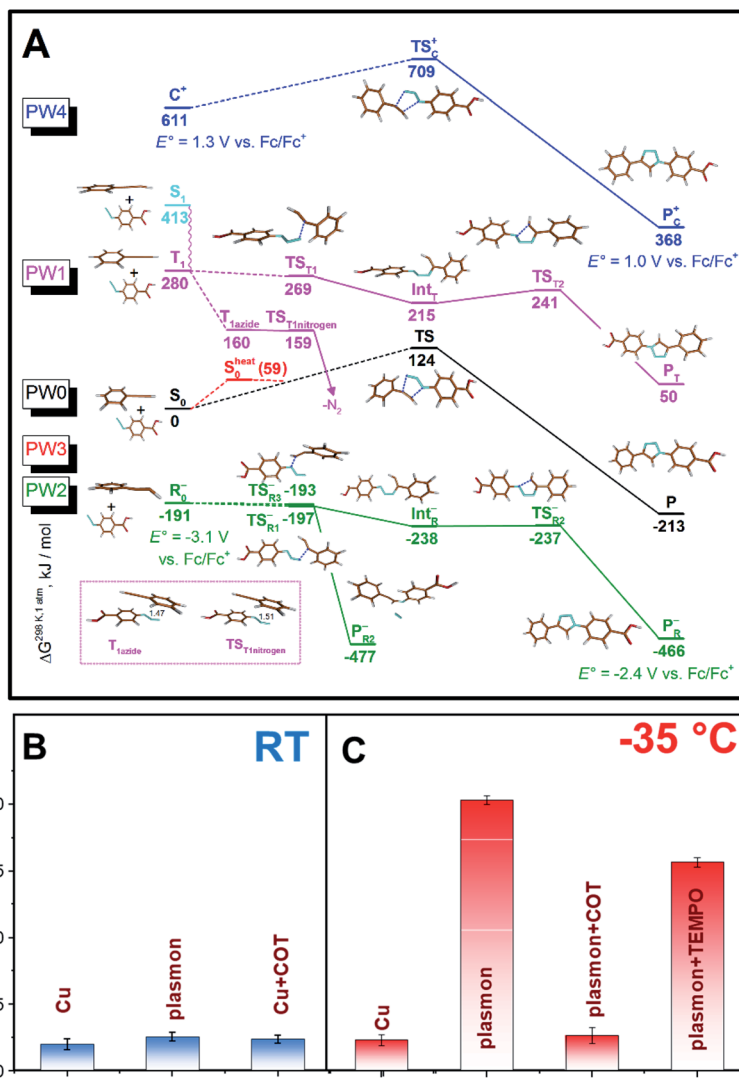 A
PW4
C⁺
611
E° = 1.3 V vs. Fc/Fc⁺
TS⁺C
709
P⁺C
368
E° = 1.0 V vs. Fc/Fc⁺
+
S₁
413
PW1
+
T₁
280
TST1
269
IntT
215
TST2
241
PT
50
T1azide
160
TST1nitrogen
159
-N₂
S₀heat (59)
TS
124
PW0
+
S₀
0
P
-213
PW3
PW2
+
R₀⁻
-191
E° = -3.1 V
vs. Fc/Fc⁺
TS⁻R3 -193
TS⁻R1 -197
Int⁻R
-238
TS⁻R2
-237
P⁻R2
-477
P⁻R
-466
E° = -2.4 V vs. Fc/Fc⁺
1.47
T1azide
1.51
TST1nitrogen
ΔG298 K,1 atm, kJ / mol
B
RT
Cu
plasmon
Cu+COT
C
-35 °C
Cu
plasmon
plasmon+COT
plasmon+TEMPO